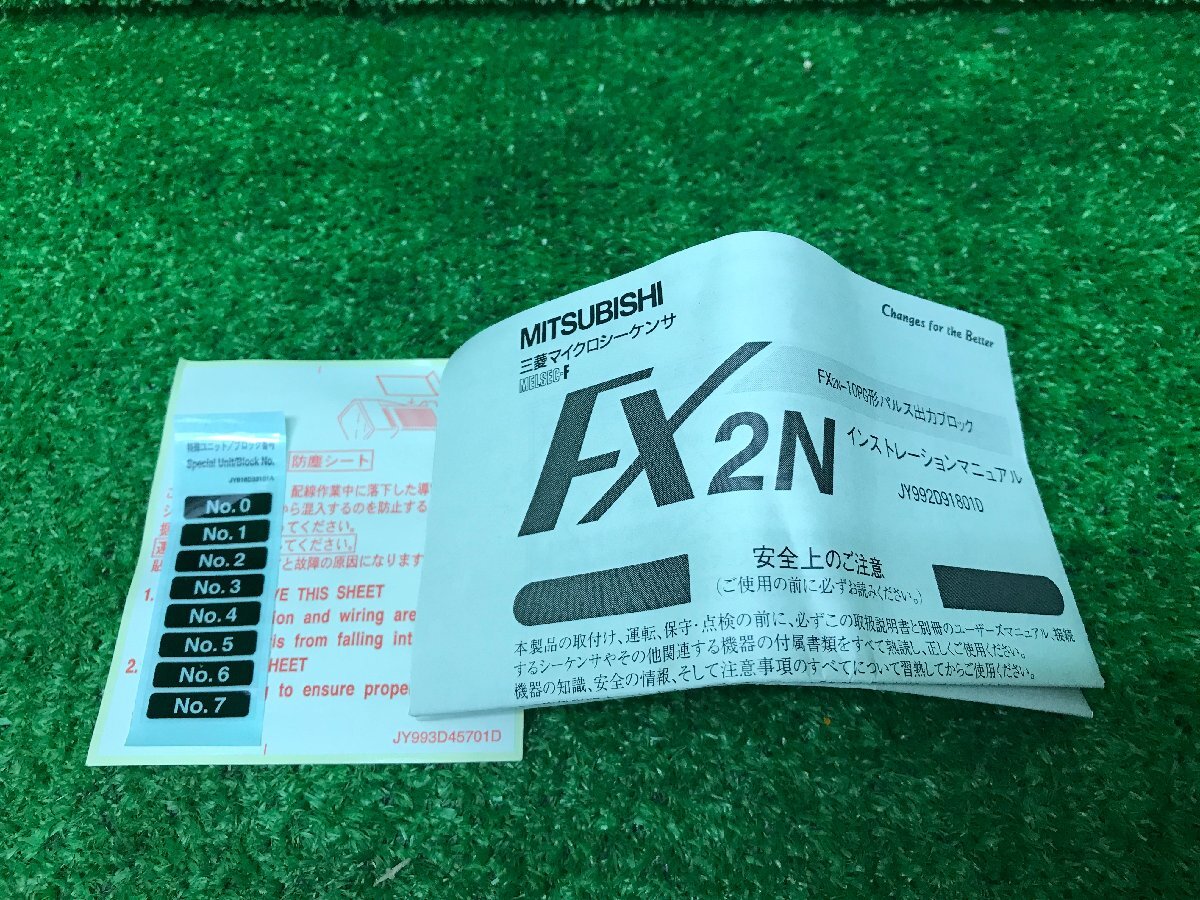 特殊ユニット/ブロック番号
Special Unit/Block No.
No.0
No.1
No.2
No.3
No.4
No.5
No.6
No.7
防塵シート
配線作業中に落下した導
から混入するのを防止する
ってください。
ってください。
と故障の原因になります
1.
VE THIS SHEET
ion and wiring are
is from falling int
2.
HEET
g to ensure prope
JY993D45701D
MITSUBISHI
Changes for the Better
三菱マイクロシーケンサ
MELSEC-F
FX2N
FX2N-10PG形パルス出力ブロック
インストレーションマニュアル
JY992D91801D
安全上のご注意
(ご使用の前に必ずお読みください。)
本製品の取付け、運転、保守・点検の前に、必ずこの取扱説明書と別冊のユーザーズマニュアル、接続
するシーケンサやその他関連する機器の付属書類をすべて熟読し、正しくご使用ください。
機器の知識、安全の情報、そして注意事項のすべてについて習熟してからご使用ください。